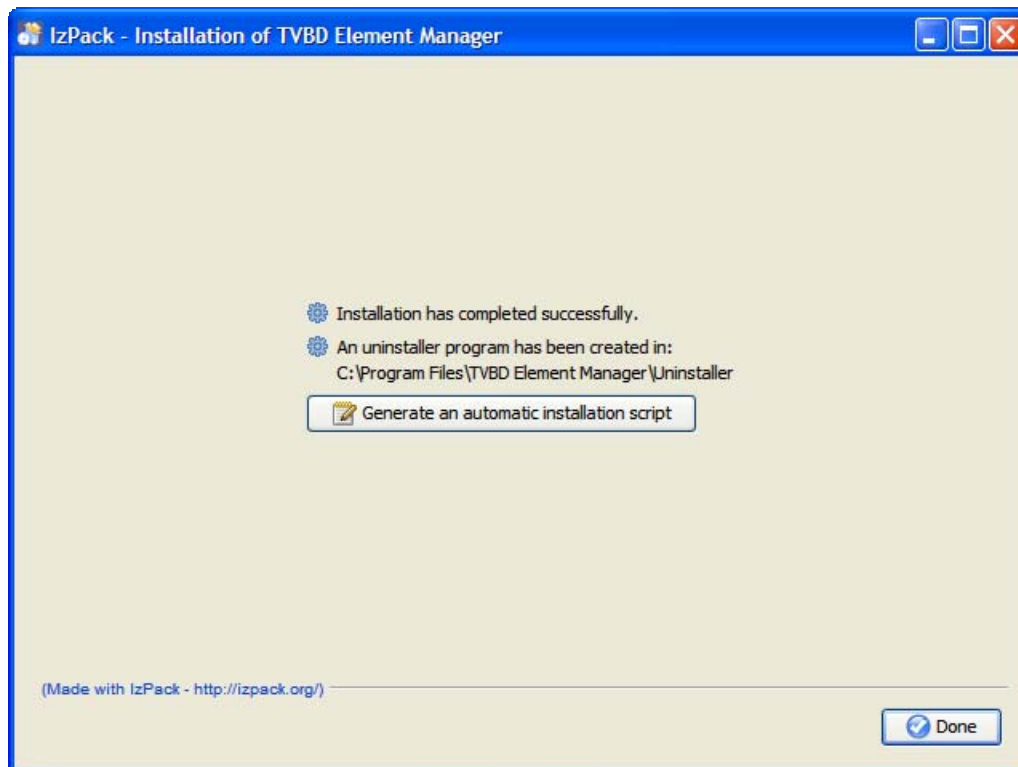 IzPack - Installation of TVBD Element Manager
Installation has completed successfully.
An uninstaller program has been created in:
C:\Program Files\TVBD Element Manager\Uninstaller
Generate an automatic installation script
(Made with IzPack - http://izpack.org/)
Done